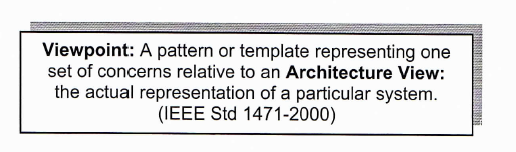 Viewpoint: A pattern or template representing one
set of concerns relative to an Architecture View:
the actual representation of a particular system.
(IEEE Std 1471-2000)